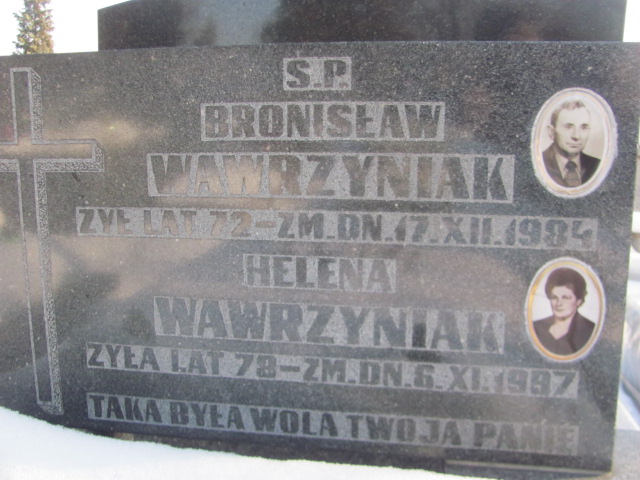 S.P.
BRONISŁAW
WAWRZYNIAK
ŻYŁ LAT 72-ZM.DN.17.XII.1984
HELENA
WAWRZYNIAK
ŻYŁA LAT 78-ZM.DN.6.XI.1997
TAKA BYŁA WOLA TWOJA PANIE